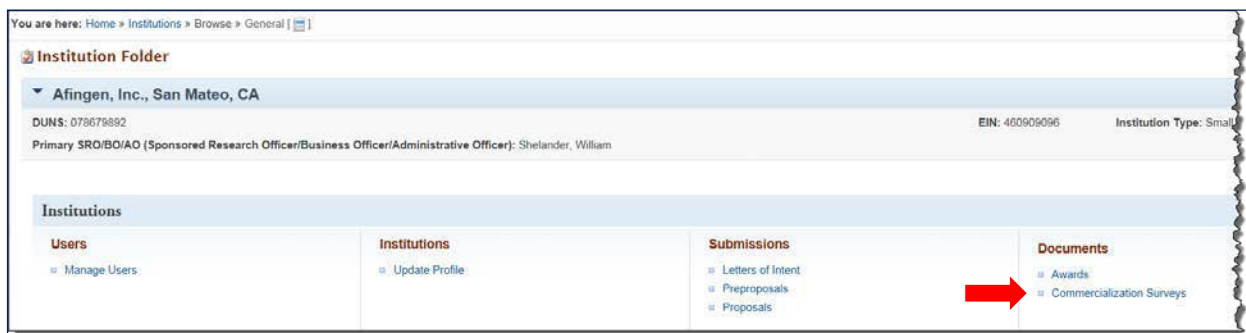 You are here: Home » Institutions » Browse » General [ ]
Institution Folder
Afingen, Inc., San Mateo, CA
DUNS: 078679892 EIN: 460909096 Institution Type: Small
Primary SRO/BO/AO (Sponsored Research Officer/Business Officer/Administrative Officer): Shelander, William
Institutions
Users Institutions Submissions Documents
Manage Users Update Profile Letters of Intent Awards
Preproposals Commercialization Surveys
Proposals